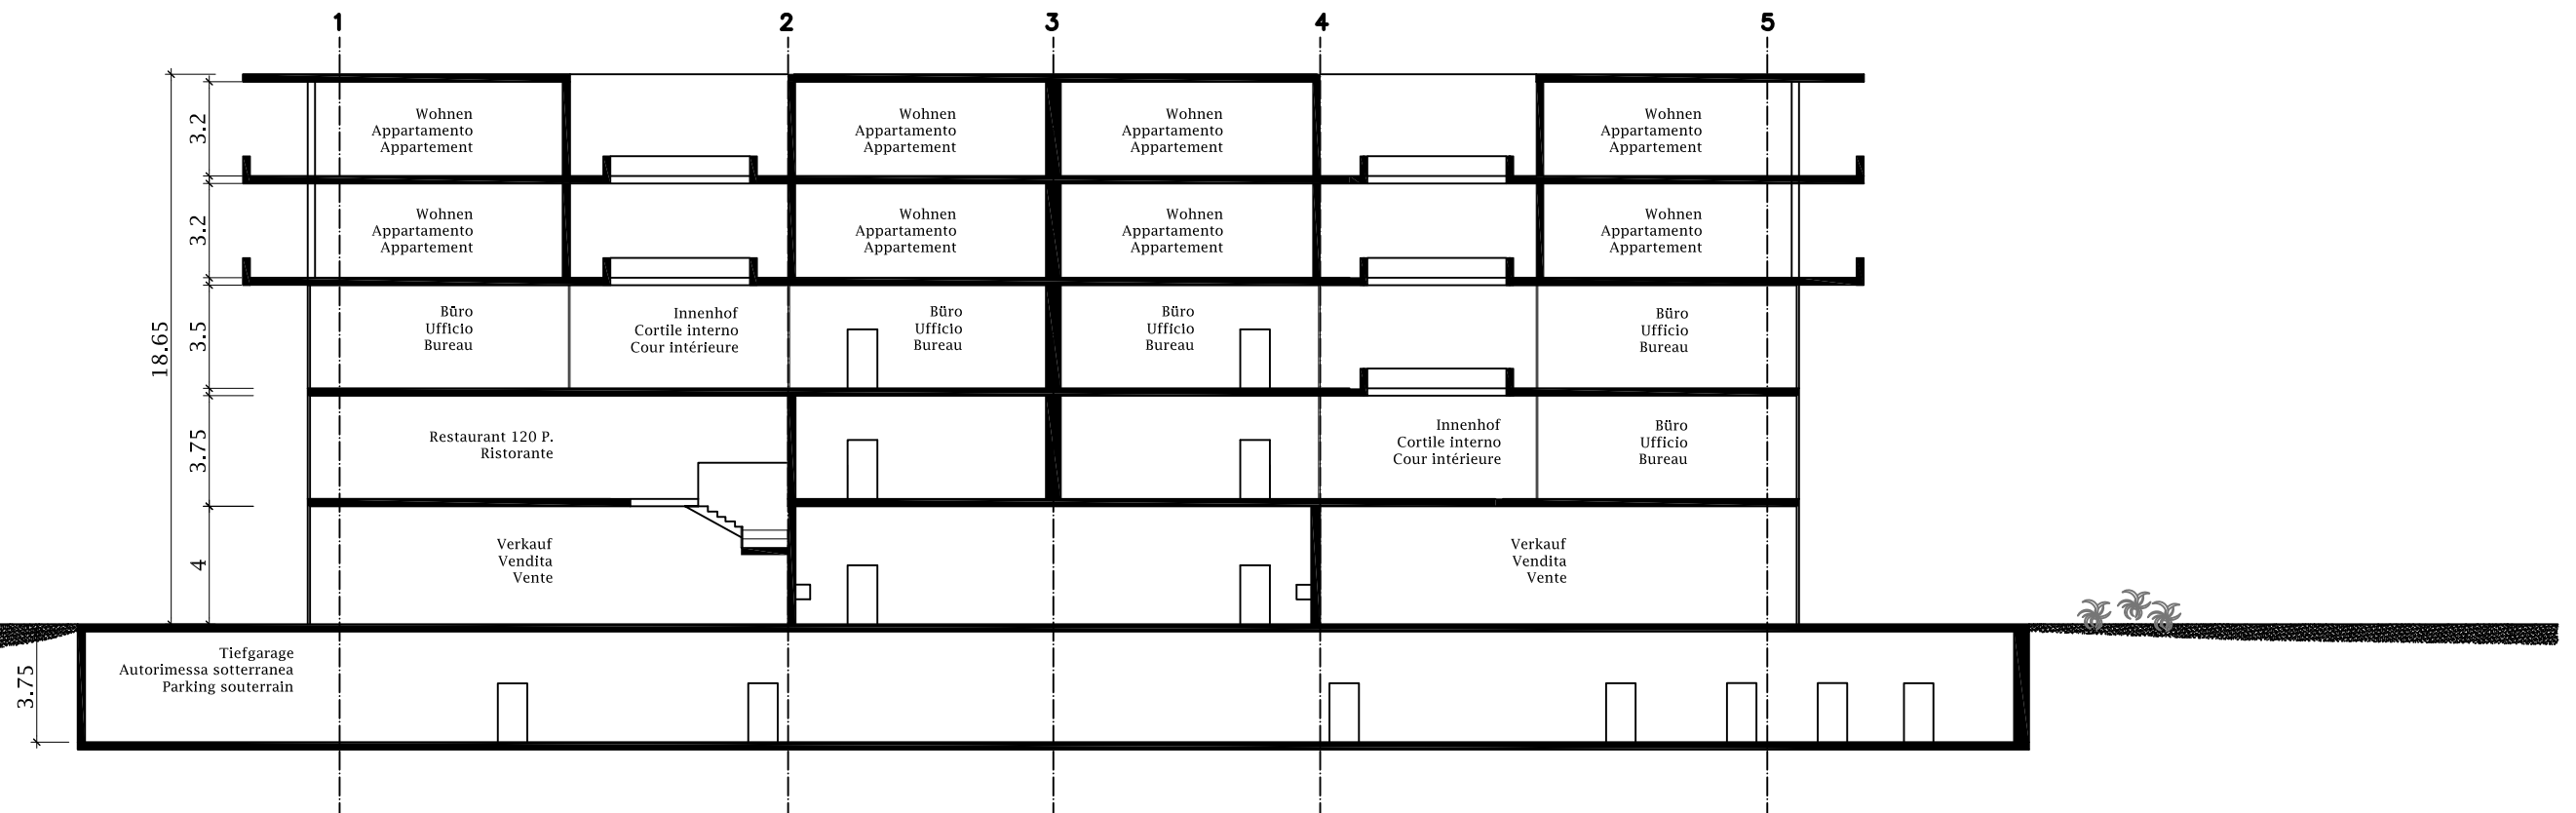 1
2
3
4
5
Wohnen
Appartamento
Appartement
Wohnen
Appartamento
Appartement
Wohnen
Appartamento
Appartement
Wohnen
Appartamento
Appartement
3.2
Wohnen
Appartamento
Appartement
Wohnen
Appartamento
Appartement
Wohnen
Appartamento
Appartement
Wohnen
Appartamento
Appartement
3.2
18.65
3.5
Büro
Ufficio
Bureau
Innenhof
Cortile interno
Cour intérieure
Büro
Ufficio
Bureau
Büro
Ufficio
Bureau
Büro
Ufficio
Bureau
3.75
Restaurant 120 P.
Ristorante
Innenhof
Cortile interno
Cour intérieure
Büro
Ufficio
Bureau
4
Verkauf
Vendita
Vente
Verkauf
Vendita
Vente
3.75
Tiefgarage
Autorimessa sotterranea
Parking souterrain